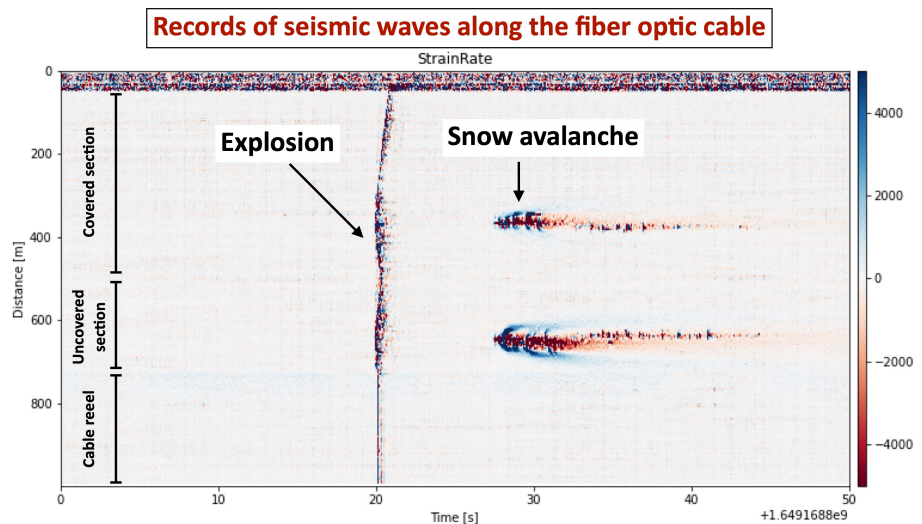 Records of seismic waves along the fiber optic cable
StrainRate
0
200
400
600
800
Distance [m]
Covered section
Uncovered
section
Cable reeel
Explosion
Snow avalanche
4000
2000
0
−2000
−4000
0
10
20
30
40
50
Time [s]
+1.6491688e9